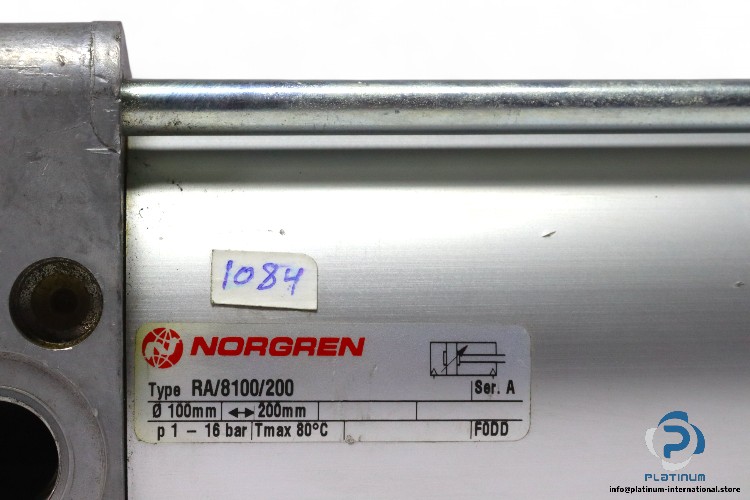 1084
NORGREN
Type RA/8100/200 Ser. A
Ø 100mm ↔ 200mm
p 1 - 16 bar Tmax 80°C F0DD
PLATINUM
info@platinum-international.store